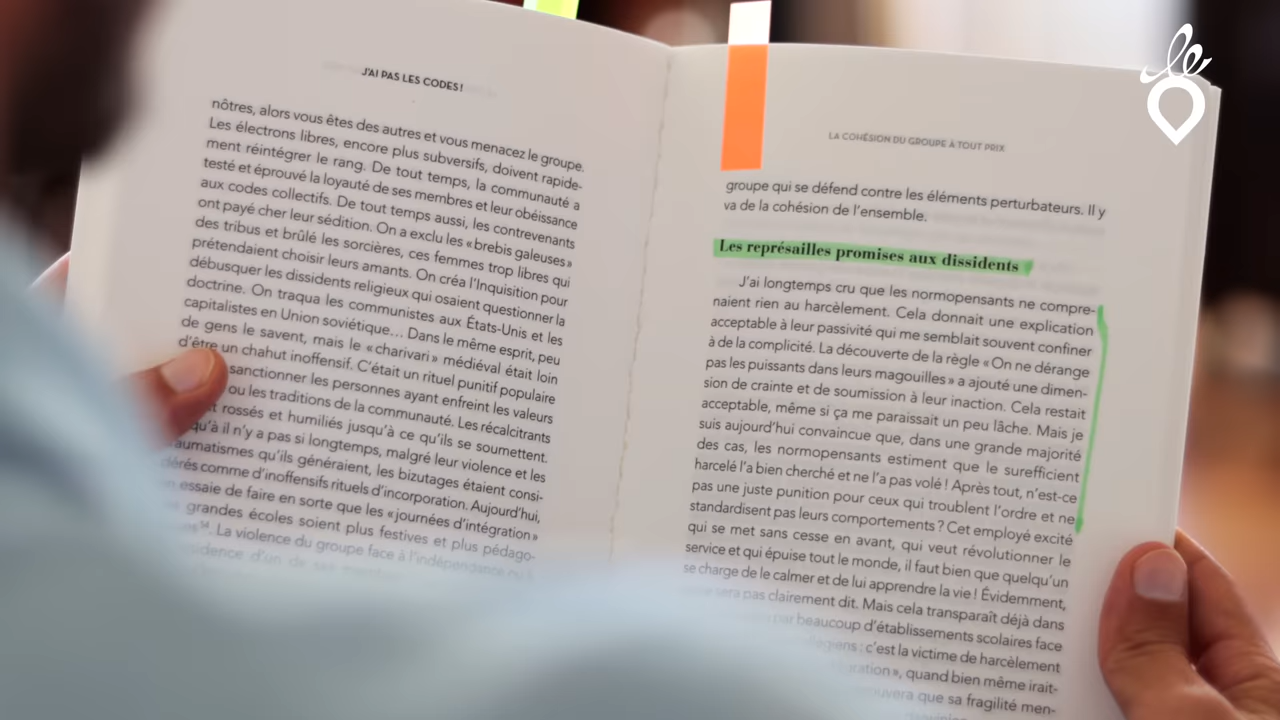 J'AI PAS LES CODES !
nôtres, alors vous êtes des autres et vous menacez le groupe.
Les électrons libres, encore plus subversifs, doivent rapide-
ment réintégrer le rang. De tout temps, la communauté a
testé et éprouvé la loyauté de ses membres et leur obéissance
aux codes collectifs. De tout temps aussi, les contrevenants
ont payé cher leur sédition. On a exclu les « brebis galeuses »
des tribus et brûlé les sorcières, ces femmes trop libres qui
prétendaient choisir leurs amants. On créa l'Inquisition pour
débusquer les dissidents religieux qui osaient questionner la
doctrine. On traqua les communistes aux États-Unis et les
capitalistes en Union soviétique... Dans le même esprit, peu
de gens le savent, mais le « charivari » médiéval était loin
d'être un chahut inoffensif. C'était un rituel punitif populaire
sanctionner les personnes ayant enfreint les valeurs
ou les traditions de la communauté. Les récalcitrants
rossés et humiliés jusqu'à ce qu'ils se soumettent.
qu'à il n'y a pas si longtemps, malgré leur violence et les
aumatismes qu'ils généraient, les bizutages étaient consi-
dérés comme d'inoffensifs rituels d'incorporation. Aujourd'hui,
essaie de faire en sorte que les « journées d'intégration »
grandes écoles soient plus festives et plus pédago-
14. La violence du groupe face à l'indépendance
d'un de ses
LA COHÉSION DU GROUPE À TOUT PRIX
groupe qui se défend contre les éléments perturbateurs. Il y
va de la cohésion de l'ensemble.
Les représailles promises aux dissidents
J'ai longtemps cru que les normopensants ne compre-
naient rien au harcèlement. Cela donnait une explication
acceptable à leur passivité qui me semblait souvent confiner
à de la complicité. La découverte de la règle « On ne dérange
pas les puissants dans leurs magouilles » a ajouté une dimen-
sion de crainte et de soumission à leur inaction. Cela restait
acceptable, même si ça me paraissait un peu lâche. Mais je
suis aujourd'hui convaincue que, dans une grande majorité
des cas, les normopensants estiment que le surefficient
harcelé l'a bien cherché et ne l'a pas volé ! Après tout, n'est-ce
pas une juste punition pour ceux qui troublent l'ordre et ne
standardisent pas leurs comportements ? Cet employé excité
qui se met sans cesse en avant, qui veut révolutionner le
service et qui épuise tout le monde, il faut bien que quelqu'un
se charge de le calmer et de lui apprendre la vie ! Évidemment,
sera pas clairement dit. Mais cela transparaît déjà dans
par beaucoup d'établissements scolaires face
collégiens : c'est la victime de harcèlement
», quand bien même irait-
que sa fragilité men-